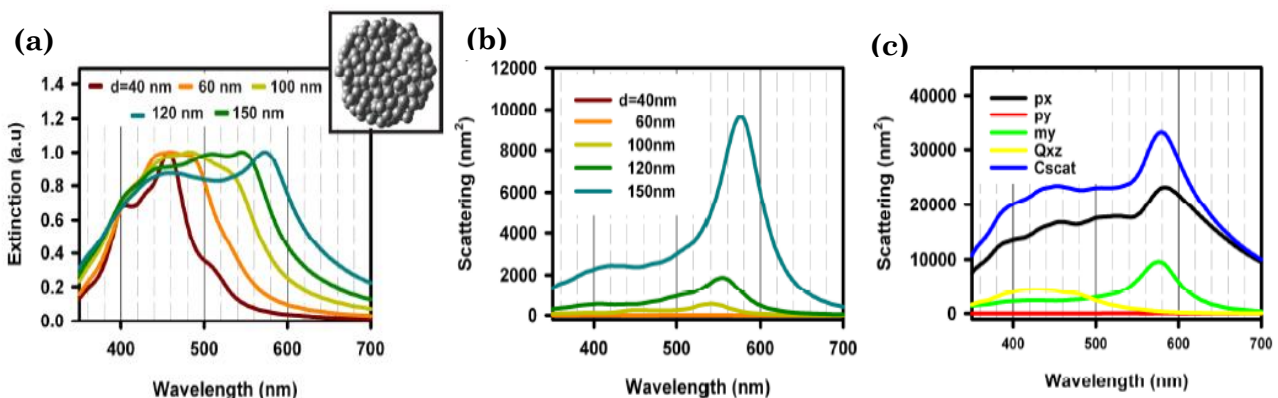 (a)
Extinction (a.u)
1.4
1.2
1.0
0.8
0.6
0.4
0.2
0.0
d=40 nm 60 nm 100 nm
120 nm 150 nm
400 500 600 700
Wavelength (nm)
(b)
Scattering (nm²)
12000
10000
8000
6000
4000
2000
0
d=40nm
60nm
100nm
120nm
150nm
400 500 600 700
Wavelength (nm)
(c)
Scattering (nm²)
40000
30000
20000
10000
0
px
py
my
Qxz
Cscat
400 500 600 700
Wavelength (nm)